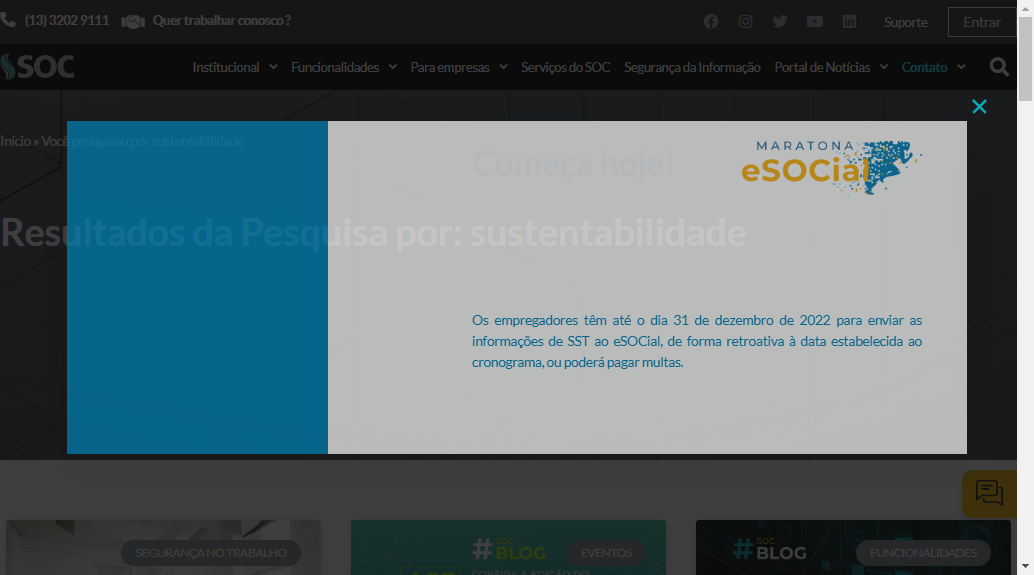 (13) 3202 9111 Quer trabalhar conosco ?
Suporte Entrar
SOC Institucional Funcionalidades Para empresas Serviços do SOC Segurança da Informação Portal de Notícias Contato
Início » Você pesquisou por sustentabilidade
Começa hoje!
MARATONA
eSOCial
Resultados da Pesquisa por: sustentabilidade
Os empregadores têm até o dia 31 de dezembro de 2022 para enviar as
informações de SST ao eSOCial, de forma retroativa à data estabelecida ao
cronograma, ou poderá pagar multas.
SEGURANÇA NO TRABALHO
# SOC
BLOG
EVENTOS
CONFIRA A EDIÇÃO DO
# SOC
BLOG
FUNCIONALIDADES